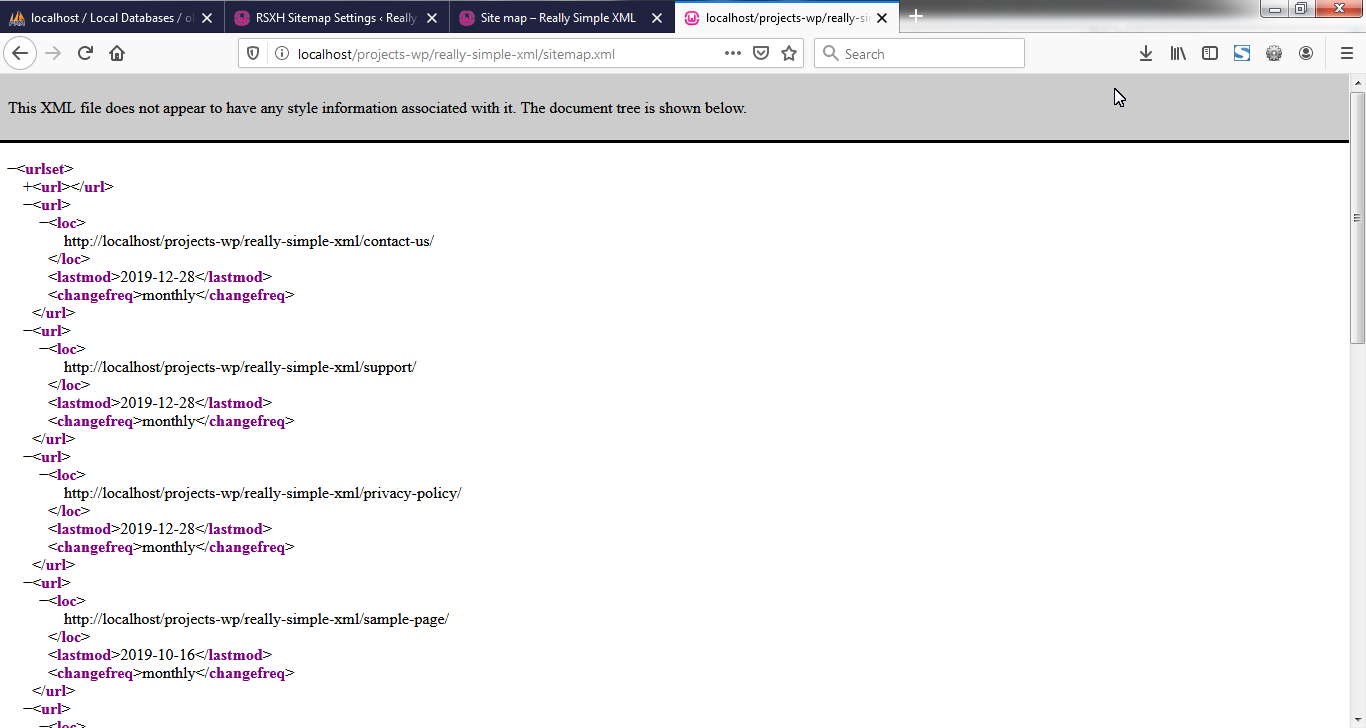 localhost / Local Databases / ol
RSXH Sitemap Settings ‹ Really
Site map – Really Simple XML
localhost/projects-wp/really-si
localhost/projects-wp/really-simple-xml/sitemap.xml
Search
This XML file does not appear to have any style information associated with it. The document tree is shown below.
−<urlset>
+<url></url>
−<url>
−<loc>
http://localhost/projects-wp/really-simple-xml/contact-us/
</loc>
<lastmod>2019-12-28</lastmod>
<changefreq>monthly</changefreq>
</url>
−<url>
−<loc>
http://localhost/projects-wp/really-simple-xml/support/
</loc>
<lastmod>2019-12-28</lastmod>
<changefreq>monthly</changefreq>
</url>
−<url>
−<loc>
http://localhost/projects-wp/really-simple-xml/privacy-policy/
</loc>
<lastmod>2019-12-28</lastmod>
<changefreq>monthly</changefreq>
</url>
−<url>
−<loc>
http://localhost/projects-wp/really-simple-xml/sample-page/
</loc>
<lastmod>2019-10-16</lastmod>
<changefreq>monthly</changefreq>
</url>
−<url>
−<loc>